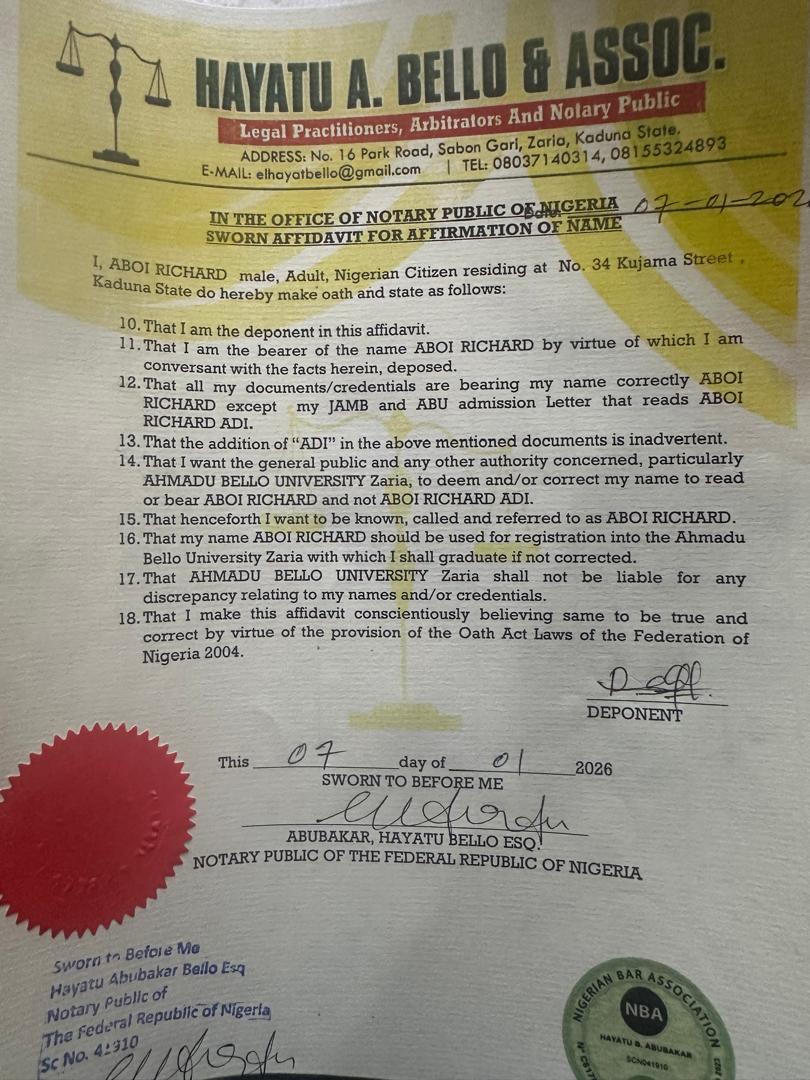 HAYATU A. BELLO & ASSOC.
Legal Practitioners, Arbitrators And Notary Public
ADDRESS: No. 16 Park Road, Sabon Gari, Zaria, Kaduna State.
E-MAIL: elhayatbello@gmail.com | TEL: 08037140314, 08155324893
IN THE OFFICE OF NOTARY PUBLIC OF NIGERIA 07-01-202
SWORN AFFIDAVIT FOR AFFIRMATION OF NAME
I, ABOI RICHARD male, Adult, Nigerian Citizen residing at No. 34 Kujama Street ,
Kaduna State do hereby make oath and state as follows:
10. That I am the deponent in this affidavit.
11. That I am the bearer of the name ABOI RICHARD by virtue of which I am
conversant with the facts herein, deposed.
12. That all my documents/credentials are bearing my name correctly ABOI
RICHARD except my JAMB and ABU admission Letter that reads ABOI
RICHARD ADI.
13. That the addition of "ADI" in the above mentioned documents is inadvertent.
14. That I want the general public and any other authority concerned, particularly
AHMADU BELLO UNIVERSITY Zaria, to deem and/or correct my name to read
or bear ABOI RICHARD and not ABOI RICHARD ADI.
15. That henceforth I want to be known, called and referred to as ABOI RICHARD.
16. That my name ABOI RICHARD should be used for registration into the Ahmadu
Bello University Zaria with which I shall graduate if not corrected.
17. That AHMADU BELLO UNIVERSITY Zaria shall not be liable for any
discrepancy relating to my names and/or credentials.
18. That I make this affidavit conscientiously believing same to be true and
correct by virtue of the provision of the Oath Act Laws of the Federation of
Nigeria 2004.
DEPONENT
This 07 day of 01 2026
SWORN TO BEFORE ME
ABUBAKAR, HAYATU BELLO ESQ.
NOTARY PUBLIC OF THE FEDERAL REPUBLIC OF NIGERIA
Sworn to Before Me
Hayatu Abubakar Bello Esq
Notary Public of
The Federal Republic of Nigeria
Sc No. 41910
NIGERIAN BAR ASSOCIATION
NBA
HAYATU B. ABUBAKAR
SCN041910